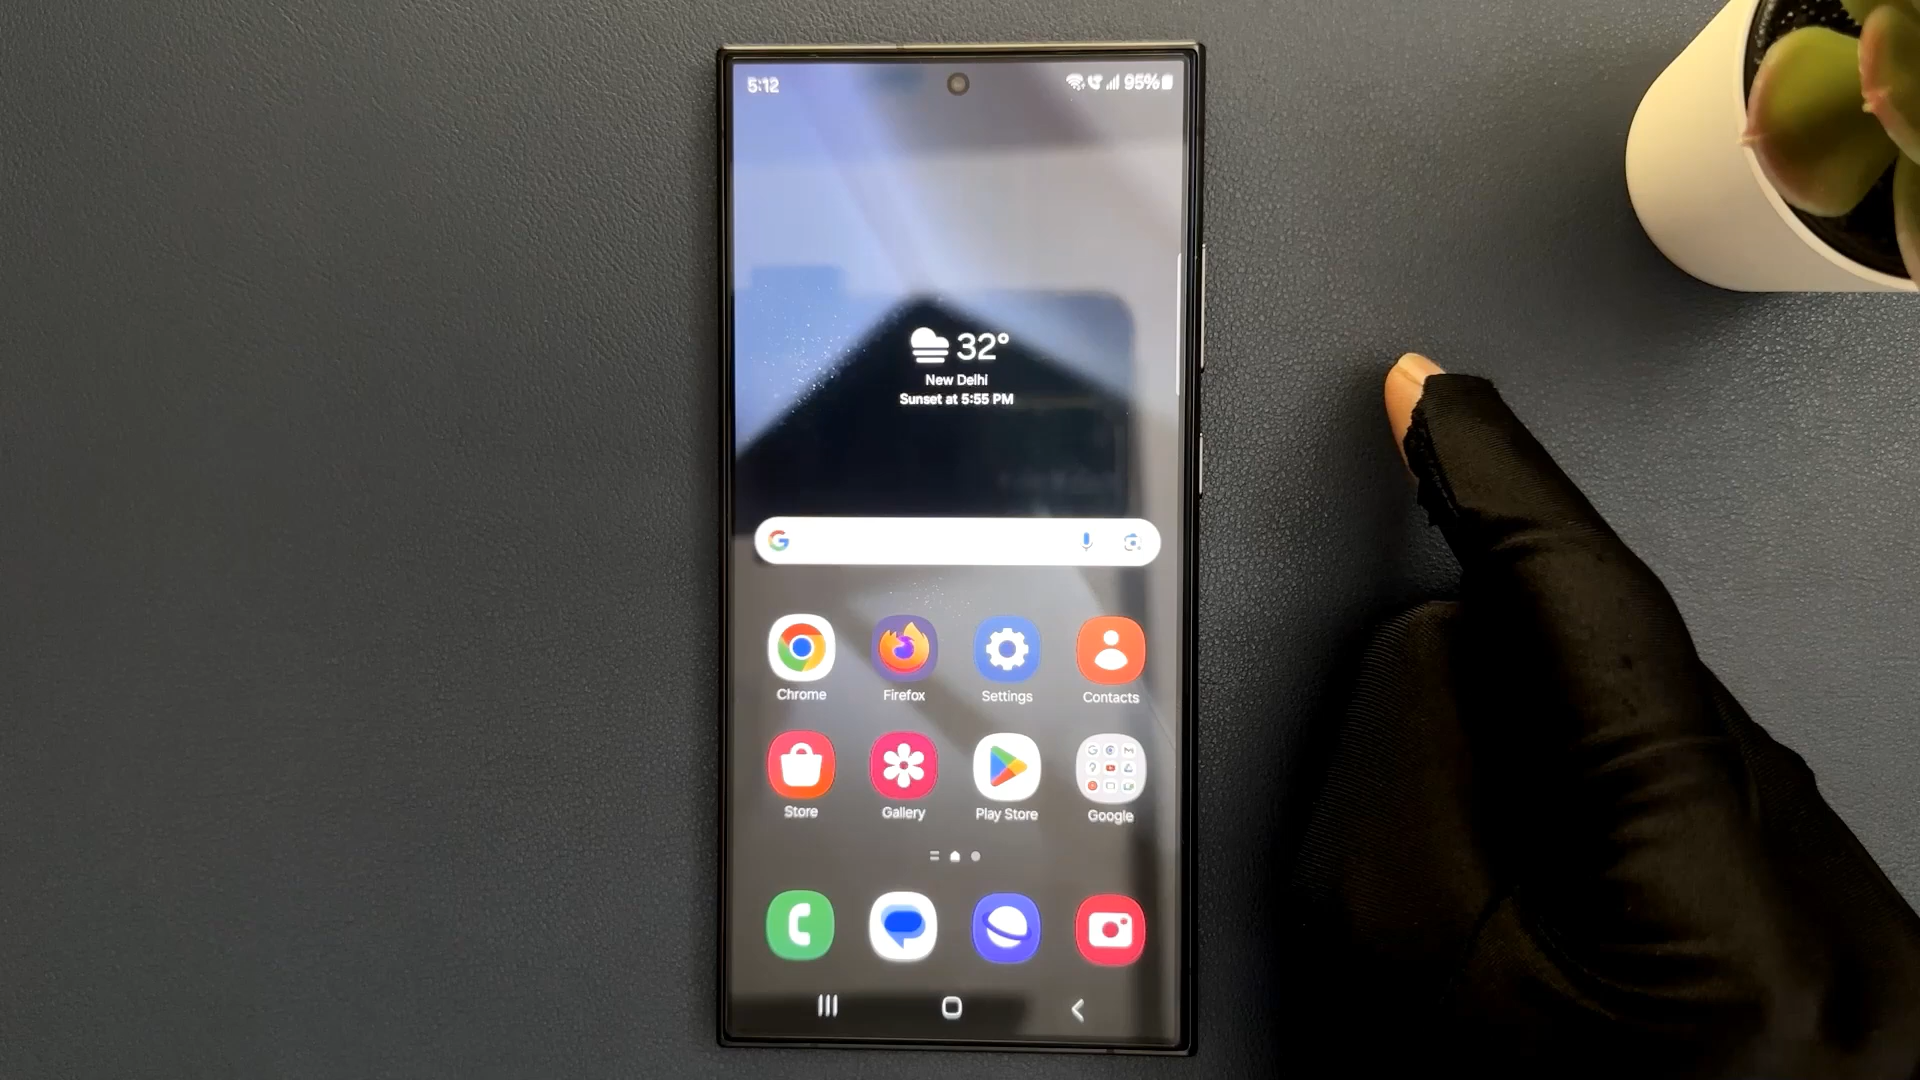 5:12
95%
32°
New Delhi
Sunset at 5:55 PM
Chrome
Firefox
Settings
Contacts
Store
Gallery
Play Store
Google